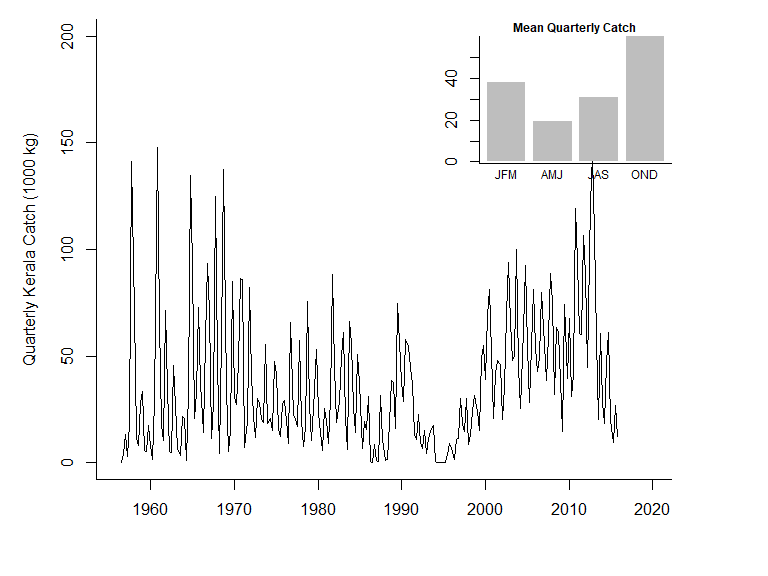 Mean Quarterly Catch
0 20 40
JFM AMJ JAS OND
Quarterly Kerala Catch (1000 kg)
200
150
100
50
0
1960 1970 1980 1990 2000 2010 2020